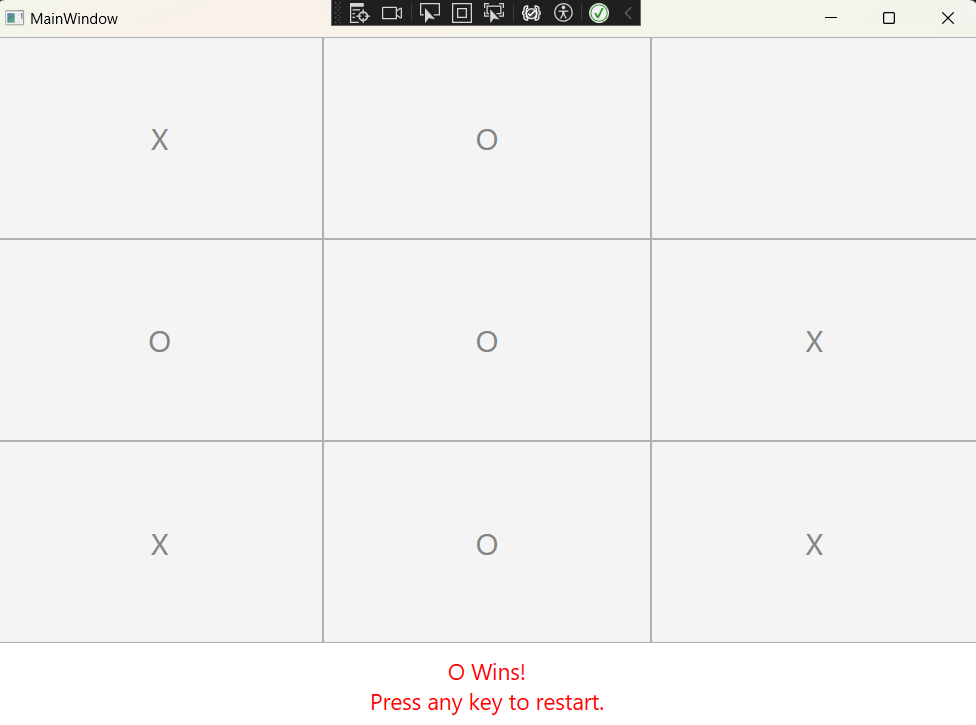 MainWindow
X O
O O X
X O X
O Wins!
Press any key to restart.